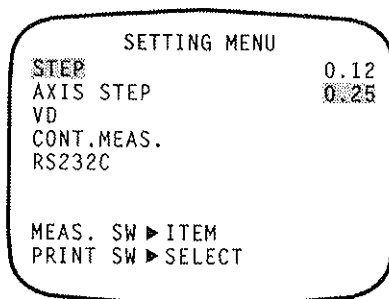 SETTING MENU
STEP 0.12
AXIS STEP 0.25
VD
CONT.MEAS.
RS232C
MEAS. SW ▶ ITEM
PRINT SW ▶ SELECT